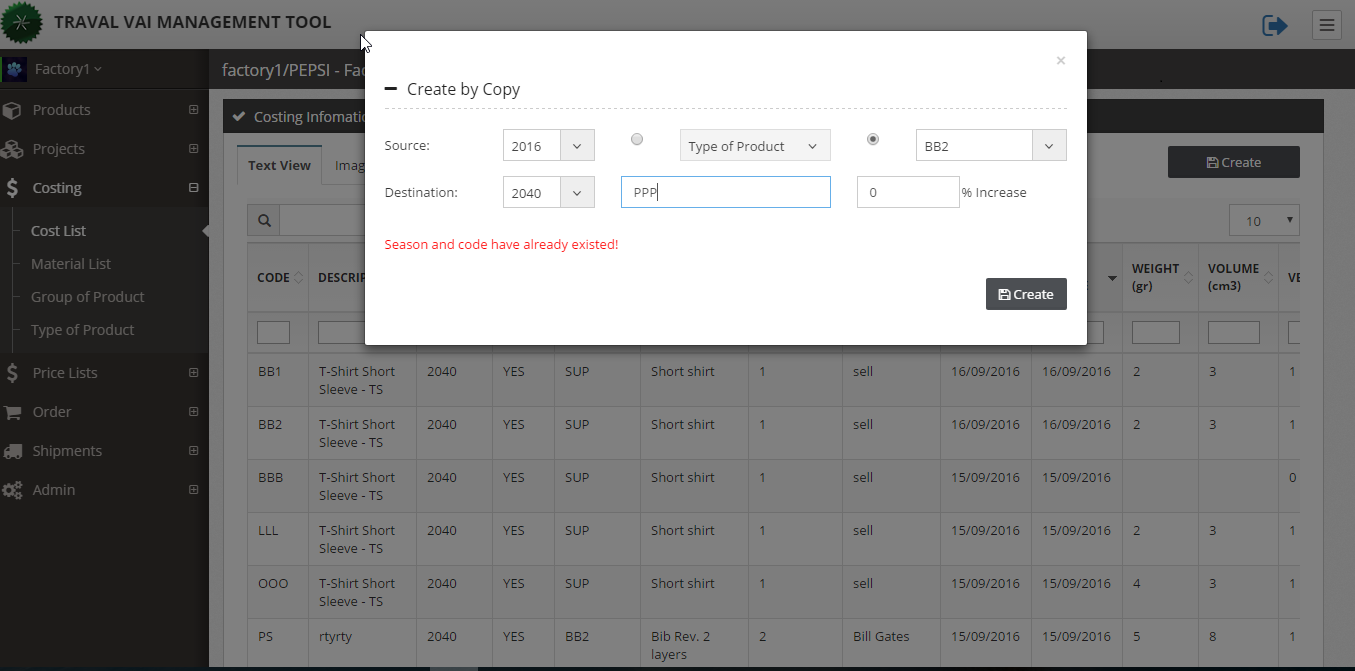 TRAVAL VAI MANAGEMENT TOOL
Factory1
factory1/PEPSI - Fac
Products
Projects
Costing
Cost List
Material List
Group of Product
Type of Product
Price Lists
Order
Shipments
Admin
Costing Infomatio
Text View Imag
Create
10
×
Create by Copy
Source: 2016 Type of Product BB2
Destination: 2040 PPP 0 % Increase
Season and code have already existed!
Create
CODE DESCRIP WEIGHT (gr) VOLUME (cm3) VE
BB1 T-Shirt Short Sleeve - TS 2040 YES SUP Short shirt 1 sell 16/09/2016 16/09/2016 2 3 1
BB2 T-Shirt Short Sleeve - TS 2040 YES SUP Short shirt 1 sell 16/09/2016 16/09/2016 2 3 1
BBB T-Shirt Short Sleeve - TS 2040 YES SUP Short shirt 1 sell 15/09/2016 15/09/2016 0
LLL T-Shirt Short Sleeve - TS 2040 YES SUP Short shirt 1 sell 15/09/2016 15/09/2016 2 3 1
OOO T-Shirt Short Sleeve - TS 2040 YES SUP Short shirt 1 sell 15/09/2016 15/09/2016 4 3 1
PS rtyrty 2040 YES BB2 Bib Rev. 2 layers 2 Bill Gates 15/09/2016 15/09/2016 5 8 1